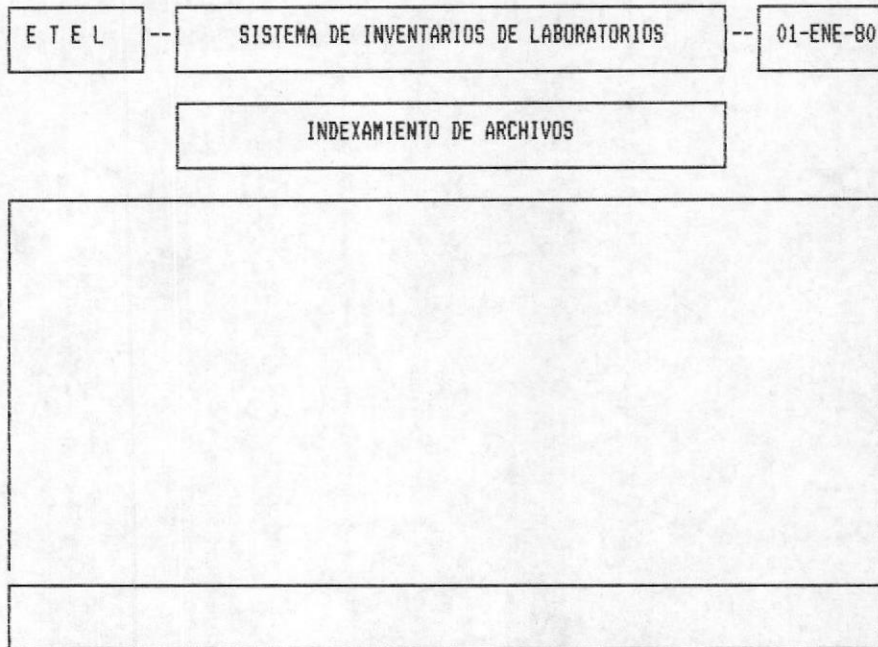 E T E L -- SISTEMA DE INVENTARIOS DE LABORATORIOS -- 01-ENE-80
INDEXAMIENTO DE ARCHIVOS